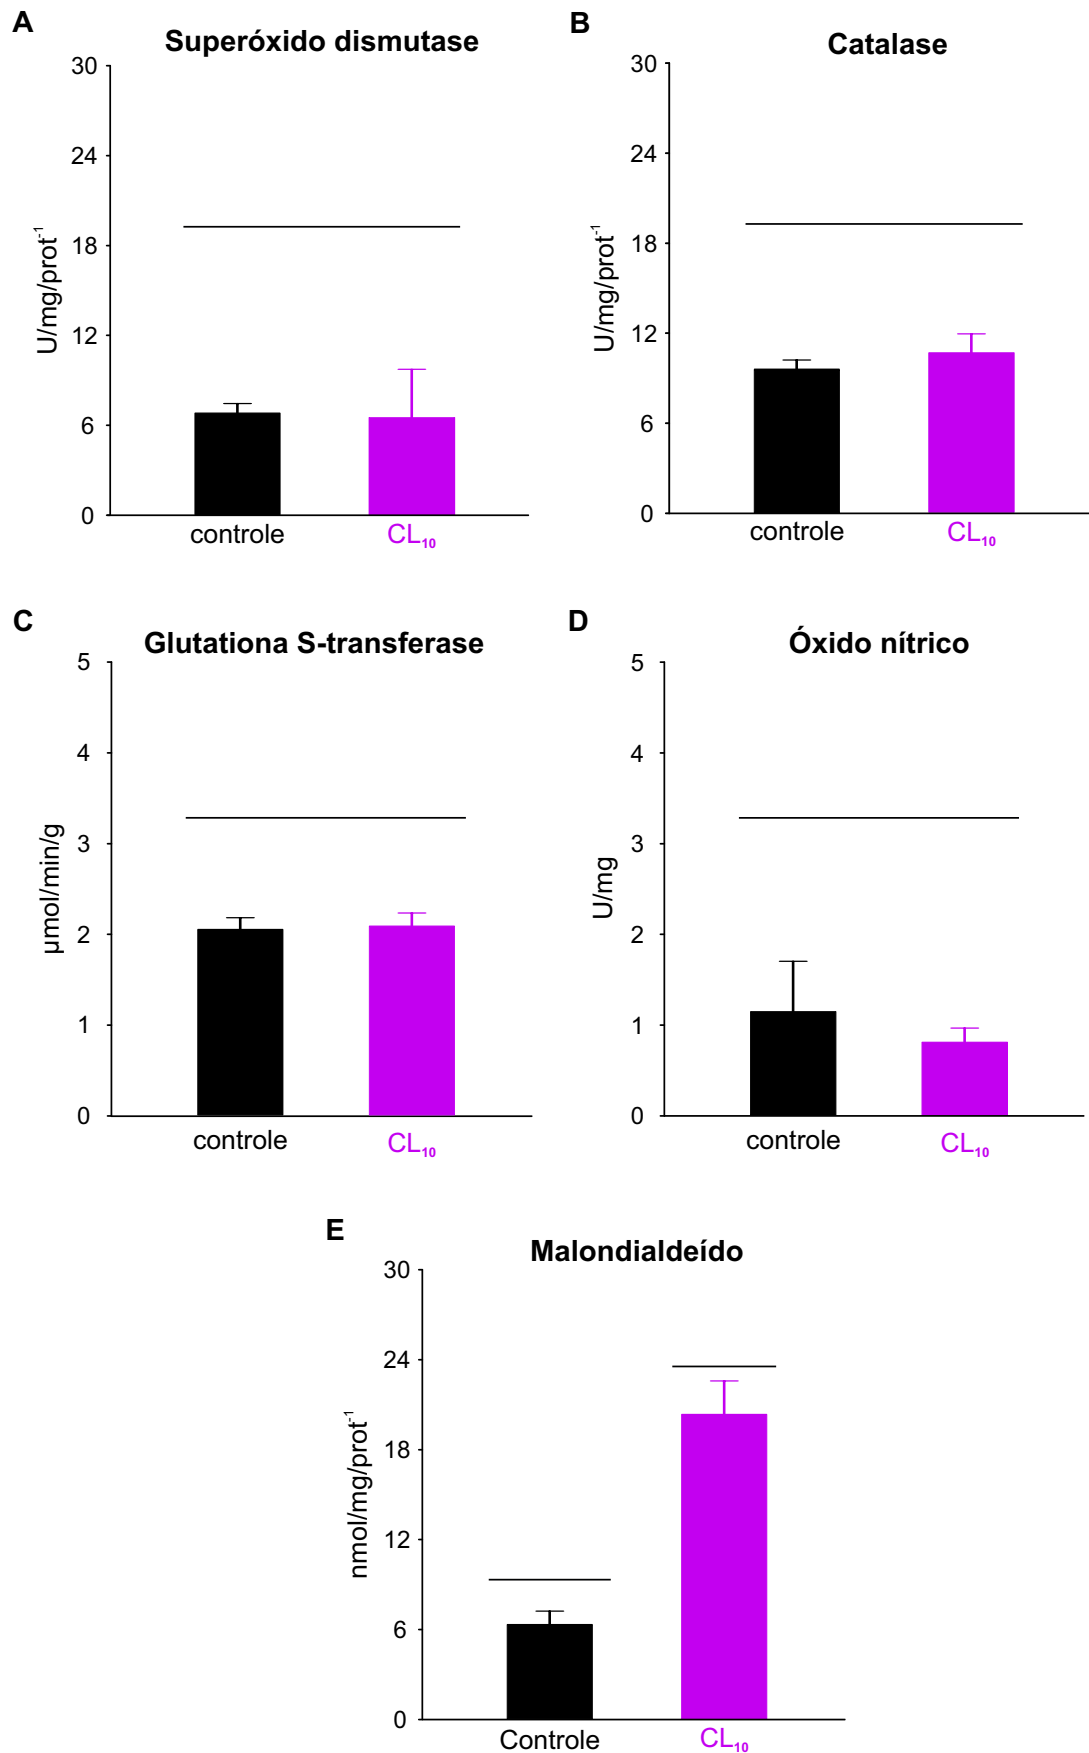 A
Superóxido dismutase
30
24
18
12
6
0
U/mg/prot⁻¹
controle
CL₁₀
B
Catalase
30
24
18
12
6
0
U/mg/prot⁻¹
controle
CL₁₀
C
Glutationa S-transferase
5
4
3
2
1
0
µmol/min/g
controle
CL₁₀
D
Óxido nítrico
5
4
3
2
1
0
U/mg
controle
CL₁₀
E
Malondialdeído
30
24
18
12
6
0
nmol/mg/prot⁻¹
Controle
CL₁₀